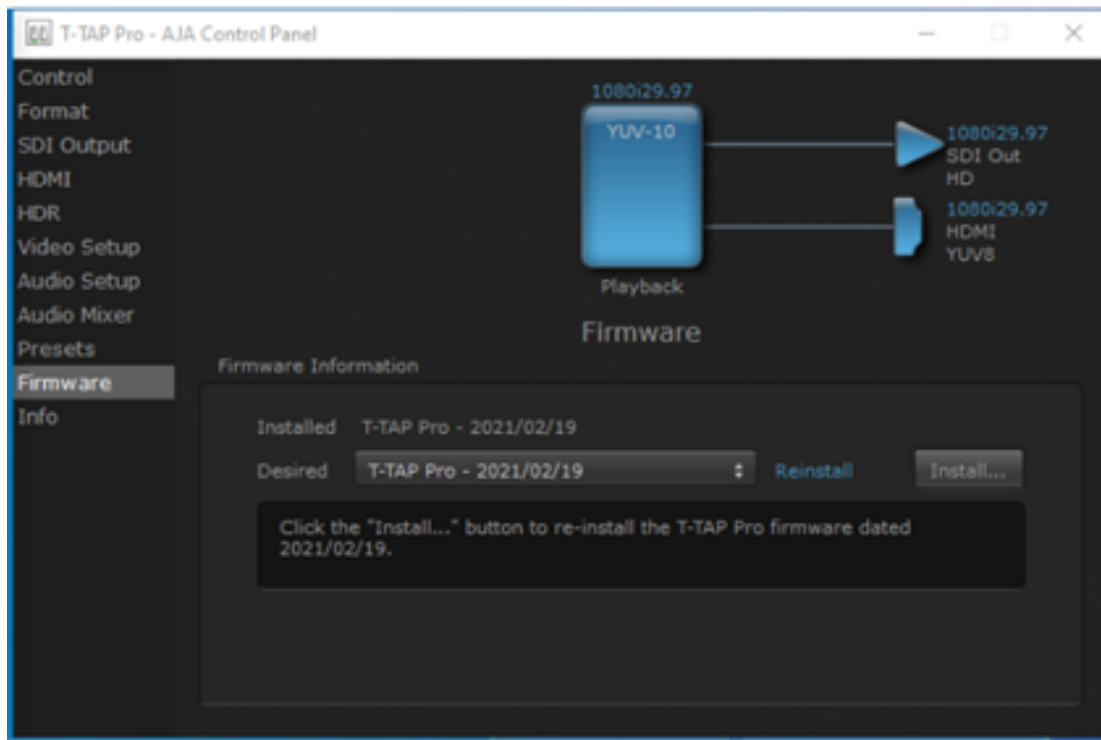 T-TAP Pro - AJA Control Panel
Control
Format
SDI Output
HDMI
HDR
Video Setup
Audio Setup
Audio Mixer
Presets
Firmware
Info
1080i29.97
YUV-10
Playback
1080i29.97
SDI Out
HD
1080i29.97
HDMI
YUV8
Firmware
Firmware Information
Installed T-TAP Pro - 2021/02/19
Desired T-TAP Pro - 2021/02/19 Reinstall Install...
Click the "Install..." button to re-install the T-TAP Pro firmware dated
2021/02/19.